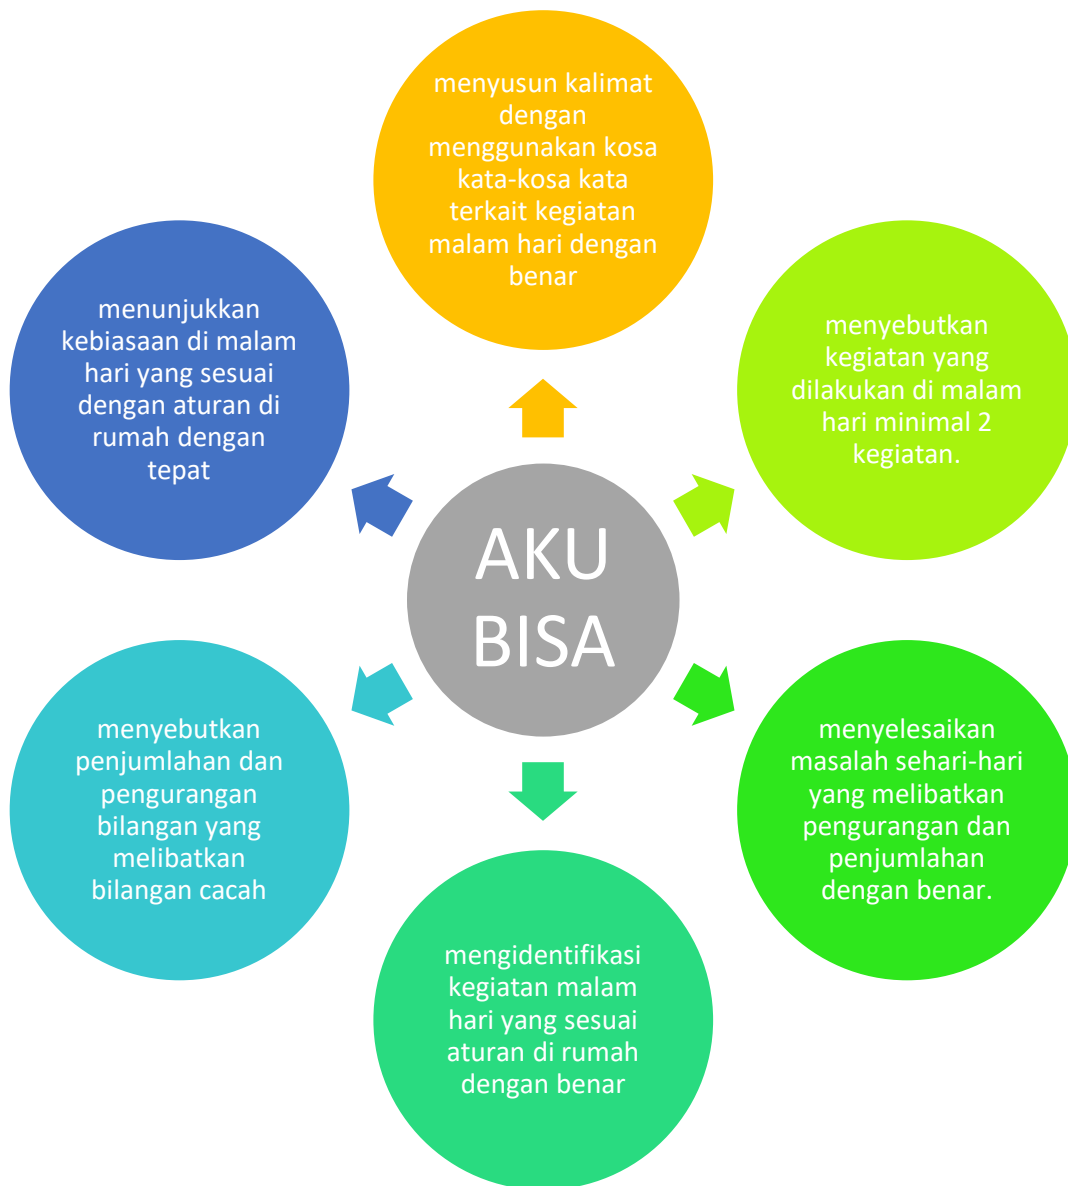 menyusun kalimat
dengan
menggunakan kosa
kata-kosa kata
terkait kegiatan
malam hari dengan
benar
menyebutkan
kegiatan yang
dilakukan di malam
hari minimal 2
kegiatan.
menyelesaikan
masalah sehari-hari
yang melibatkan
pengurangan dan
penjumlahan
dengan benar.
mengidentifikasi
kegiatan malam
hari yang sesuai
aturan di rumah
dengan benar
menyebutkan
penjumlahan dan
pengurangan
bilangan yang
melibatkan
bilangan cacah
menunjukkan
kebiasaan di malam
hari yang sesuai
dengan aturan di
rumah dengan
tepat
AKU
BISA